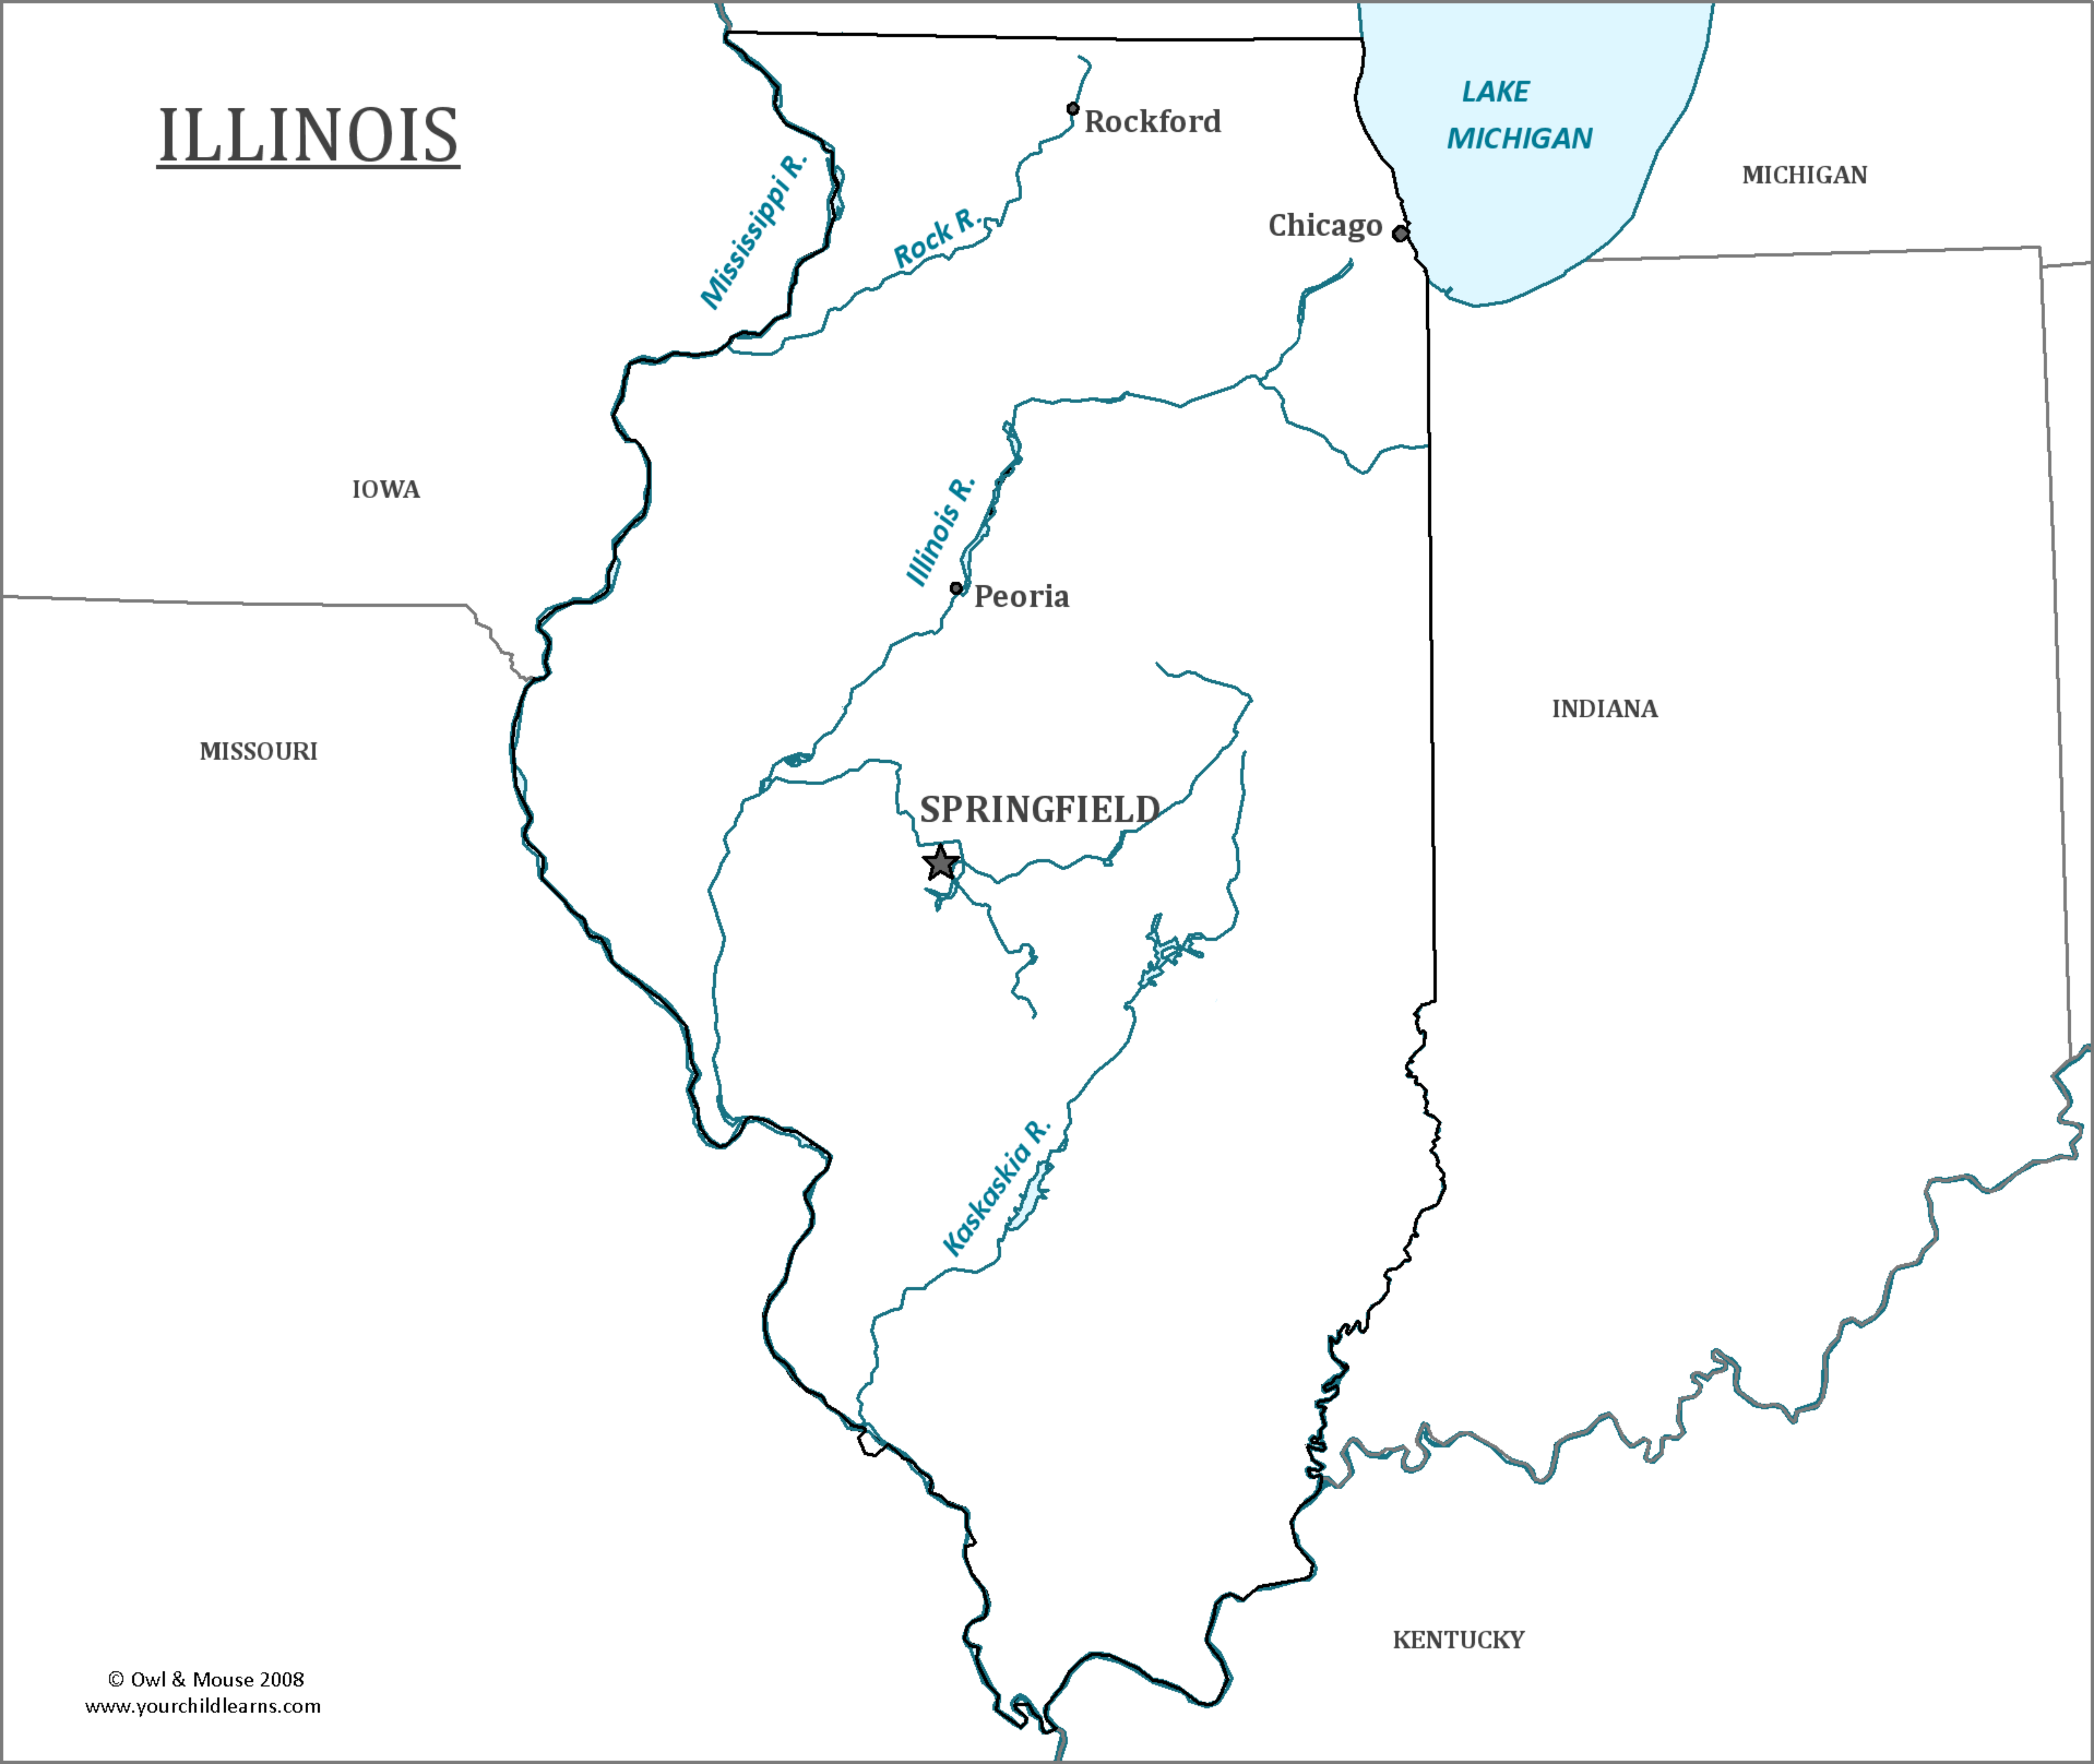 ILLINOIS
LAKE
MICHIGAN
Rockford
MICHIGAN
Mississippi R.
Rock R.
Chicago
IOWA
Illinois R.
Peoria
INDIANA
MISSOURI
SPRINGFIELD
Kaskaskia R.
KENTUCKY
© Owl & Mouse 2008
www.yourchildlearns.com